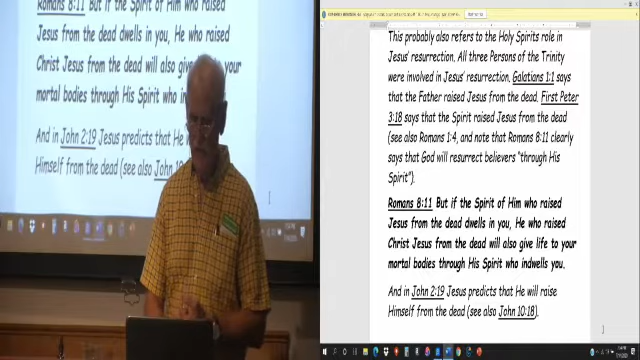 Romans 8:11 But if the Spirit of Him who raised
Jesus from the dead dwells in you, He who raised
Christ Jesus from the dead will also give to your
mortal bodies through His Spirit who
And in John 2:19 Jesus predicts that He
Himself from the dead (see also John
This probably also refers to the Holy Spirits role in
Jesus' resurrection. All three Persons of the Trinity
were involved in Jesus' resurrection. Galatians 1:1 says
that the Father raised Jesus from the dead. First Peter
3:18 says that the Spirit raised Jesus from the dead
(see also Romans 1:4, and note that Romans 8:11 clearly
says that God will resurrect believers "through His
Spirit").
Romans 8:11 But if the Spirit of Him who raised
Jesus from the dead dwells in you, He who raised
Christ Jesus from the dead will also give life to your
mortal bodies through His Spirit who indwells you.
And in John 2:19 Jesus predicts that He will raise
Himself from the dead (see also John 10:18).